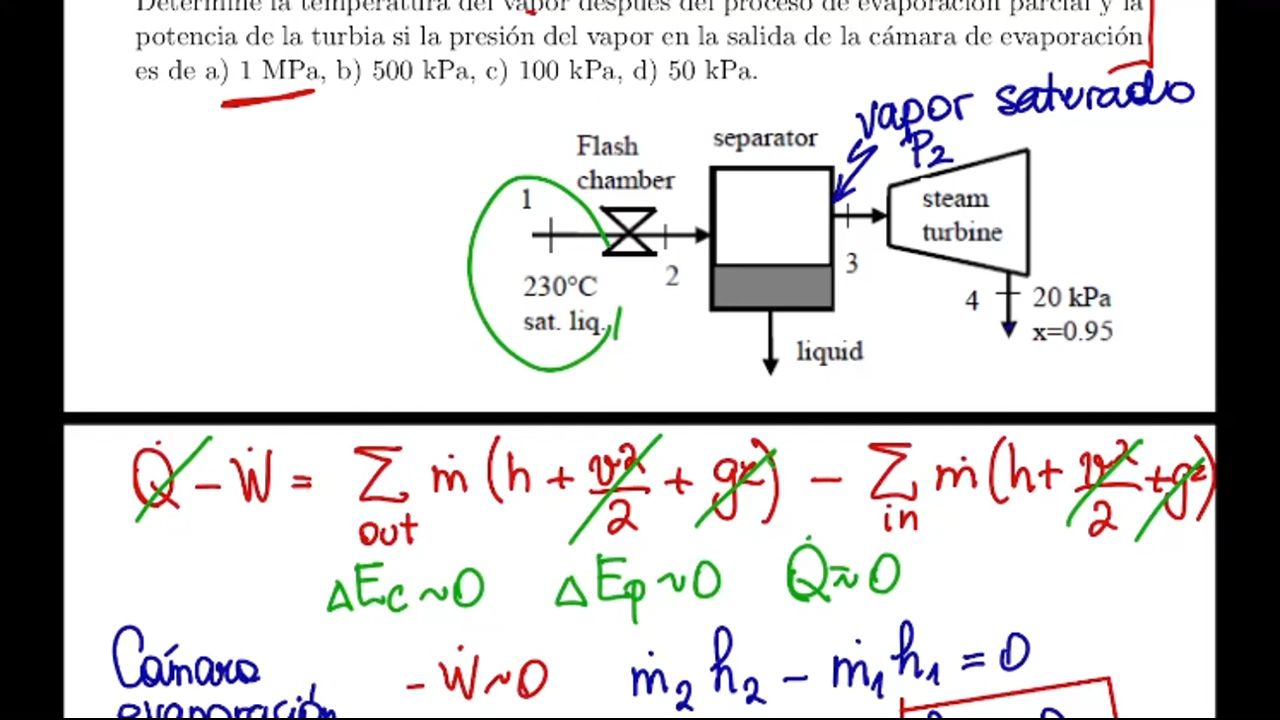 Determine la temperatura del vapor después del proceso de evaporación parcial y la
potencia de la turbia si la presión del vapor en la salida de la cámara de evaporación
es de a) 1 MPa, b) 500 kPa, c) 100 kPa, d) 50 kPa.
vapor saturado
P2
Flash
chamber
separator
steam
turbine
1
2
3
4
230°C
sat. liq.
20 kPa
x=0.95
liquid
Q̇ - Ẇ = Σ ṁ (h + v²/2 + gz) - Σ ṁ (h + v²/2 + gz)
out in
ΔEc ~ 0 ΔEp ~ 0 Q̇ ≈ 0
Cámara - Ẇ ~ 0 ṁ2 h2 - ṁ1 h1 = 0
evaporación